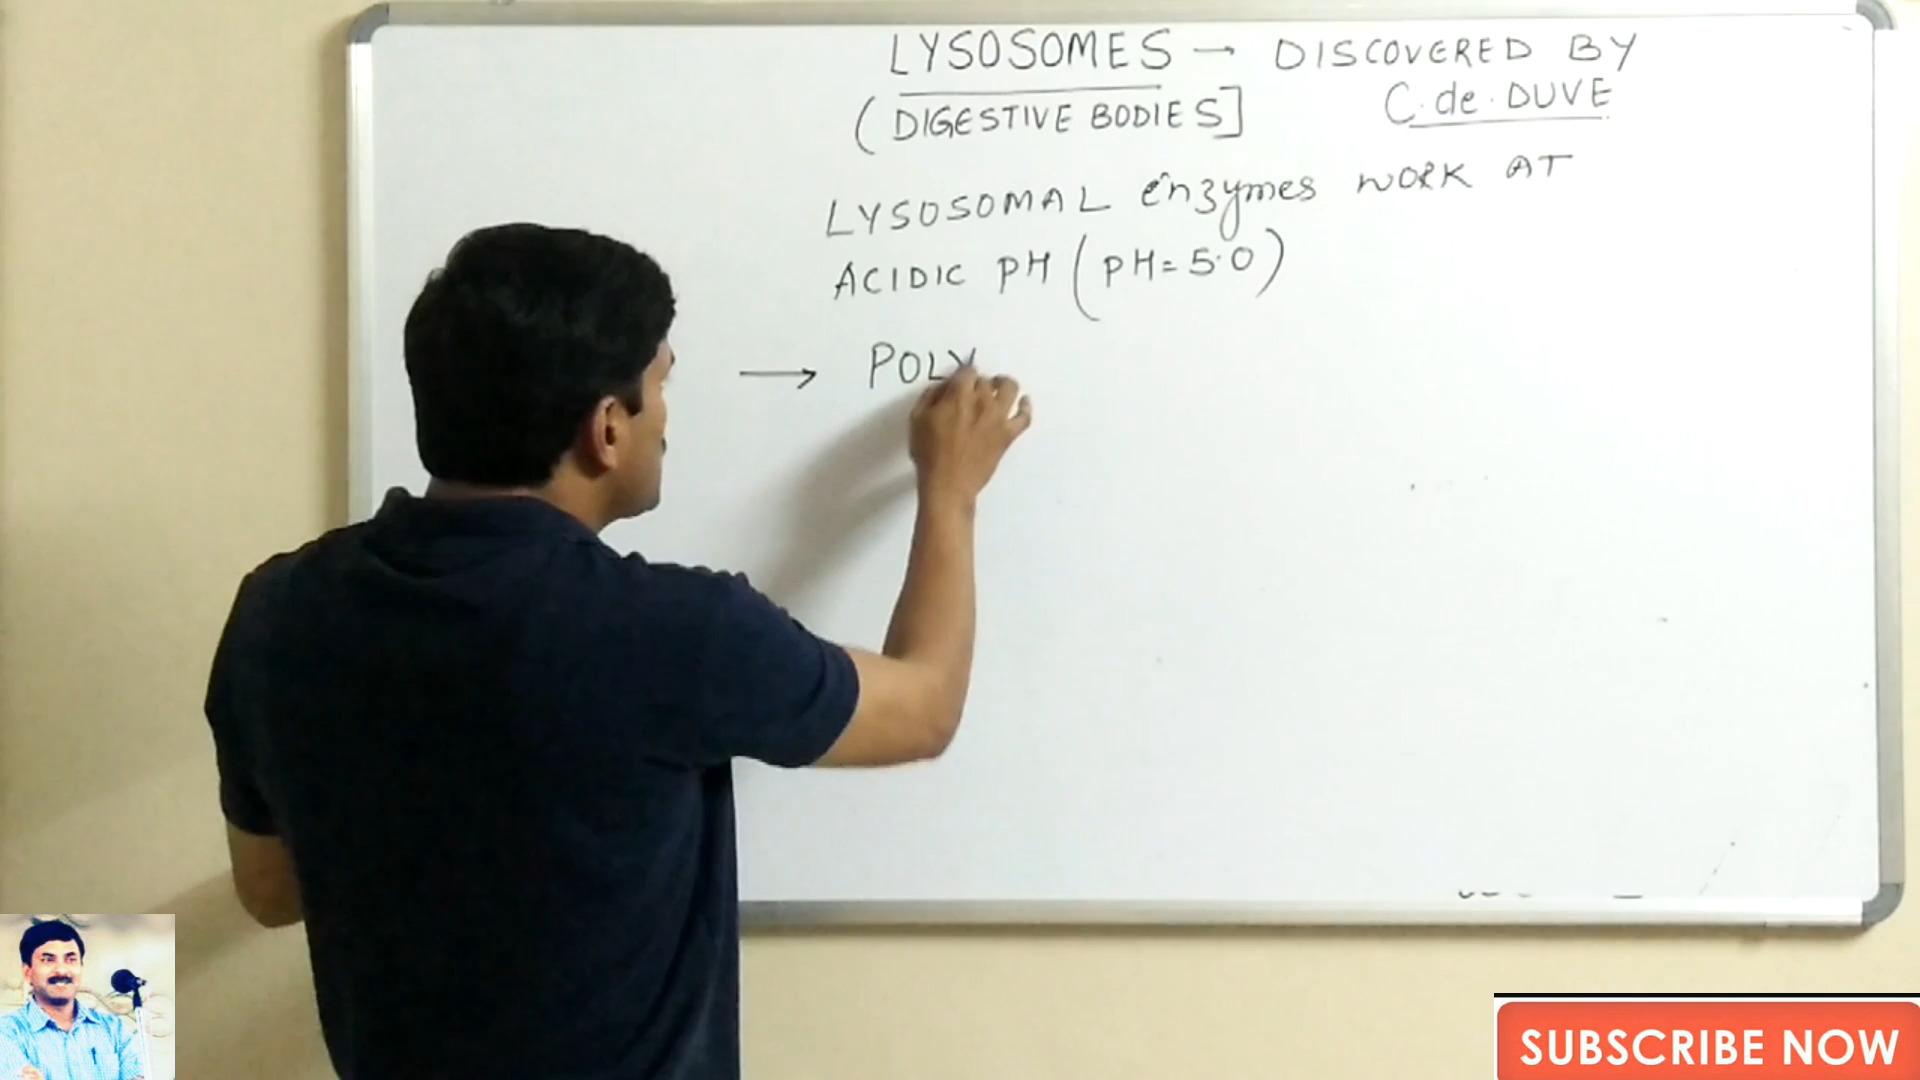 LYSOSOMES → DISCOVERED BY
(DIGESTIVE BODIES] C. de. DUVE
LYSOSOMAL enzymes WORK AT
ACIDIC PH (PH = 5.0)
→ POLY
SUBSCRIBE NOW